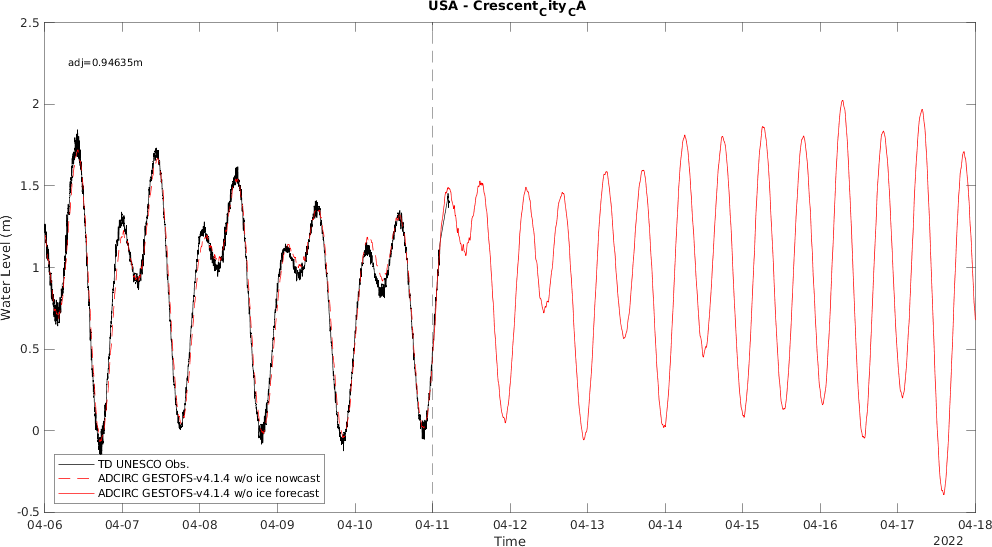 USA - Crescent_City_CA
adj=0.94635m
2.5
2
1.5
1
0.5
0
-0.5
Water Level (m)
TD UNESCO Obs.
ADCIRC GESTOFS-v4.1.4 w/o ice nowcast
ADCIRC GESTOFS-v4.1.4 w/o ice forecast
04-06 04-07 04-08 04-09 04-10 04-11 04-12 04-13 04-14 04-15 04-16 04-17 04-18
Time
2022